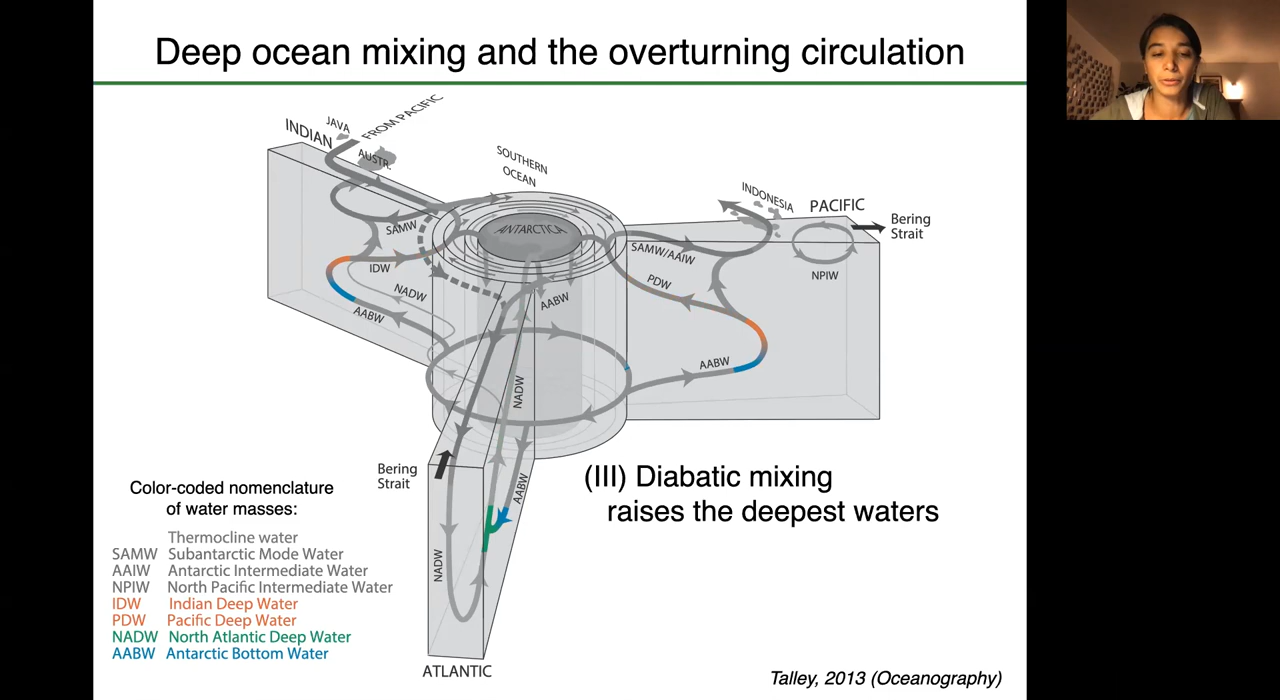 Deep ocean mixing and the overturning circulation
INDIAN
JAVA
FROM PACIFIC
AUSTR.
SOUTHERN
OCEAN
ANTARCTICA
INDONESIA
PACIFIC
Bering
Strait
SAMW
SAMW/AAIW
IDW
NADW
AABW
AABW
PDW
NPIW
AABW
NADW
AABW
NADW
Bering
Strait
ATLANTIC
(III) Diabatic mixing
raises the deepest waters
Color-coded nomenclature
of water masses:
Thermocline water
SAMW Subantarctic Mode Water
AAIW Antarctic Intermediate Water
NPIW North Pacific Intermediate Water
IDW Indian Deep Water
PDW Pacific Deep Water
NADW North Atlantic Deep Water
AABW Antarctic Bottom Water
Talley, 2013 (Oceanography)